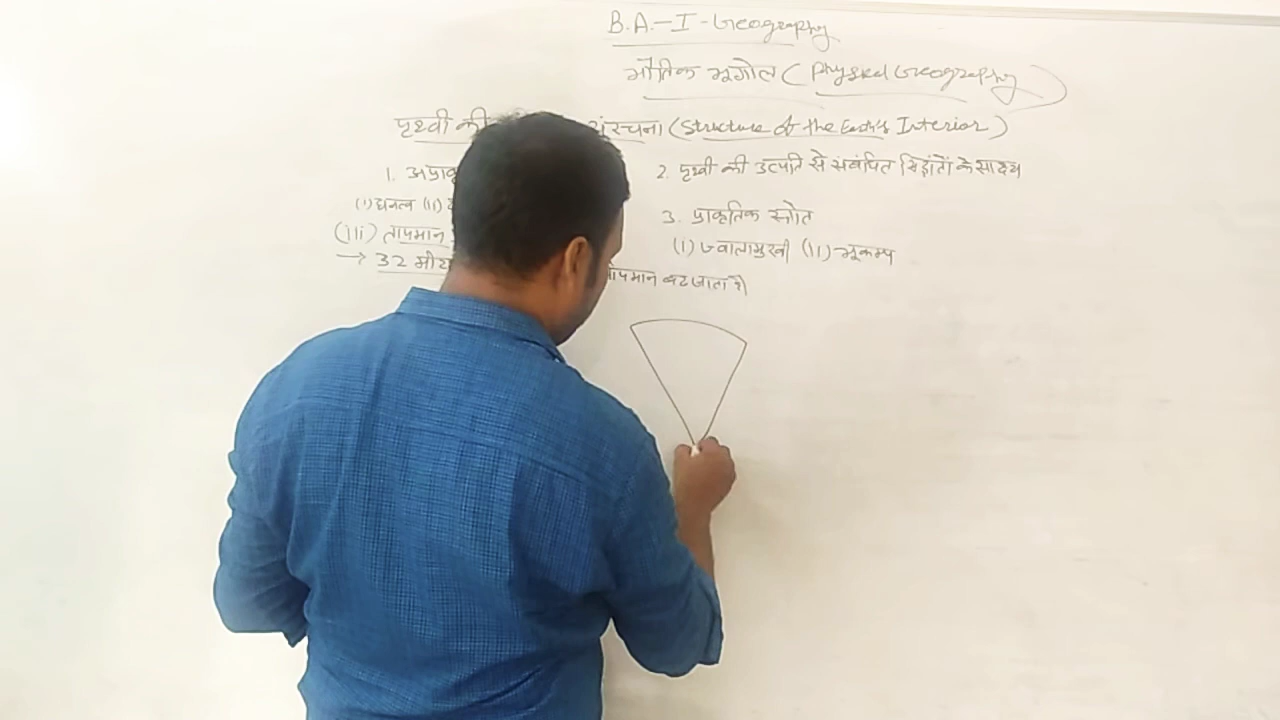 B.A.-I-Geography
भौतिक भूगोल (Physical Geography)
पृथ्वी की संरचना (Structure of the Earth's Interior)
1.
2. पृथ्वी की उत्पत्ति से संबंधित सिद्धांतों के साक्ष्य
(i) घनत्व (ii)
3. प्राकृतिक स्त्रोत
(iii) तापमान
(i) ज्वालामुखी (ii) भूकम्प
→ 32 तापमान बढ जाता है